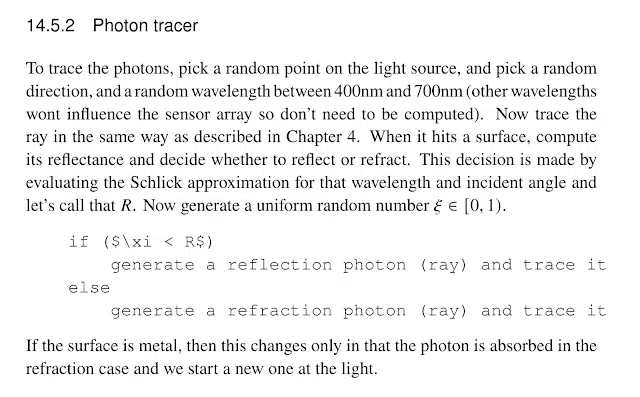 14.5.2 Photon tracer
To trace the photons, pick a random point on the light source, and pick a random
direction, and a random wavelength between 400nm and 700nm (other wavelengths
wont influence the sensor array so don't need to be computed). Now trace the
ray in the same way as described in Chapter 4. When it hits a surface, compute
its reflectance and decide whether to reflect or refract. This decision is made by
evaluating the Schlick approximation for that wavelength and incident angle and
let's call that R. Now generate a uniform random number ξ ∈ [0, 1).
if ($\xi < R$)
generate a reflection photon (ray) and trace it
else
generate a refraction photon (ray) and trace it
If the surface is metal, then this changes only in that the photon is absorbed in the
refraction case and we start a new one at the light.